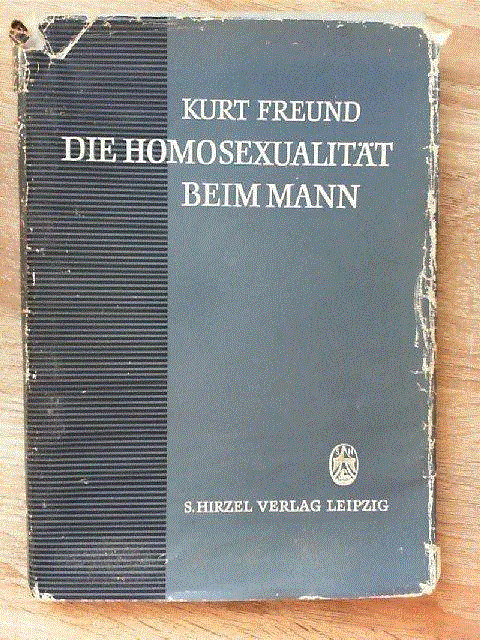 KURT FREUND
DIE HOMOSEXUALITÄT
BEIM MANN
S. HIRZEL VERLAG LEIPZIG